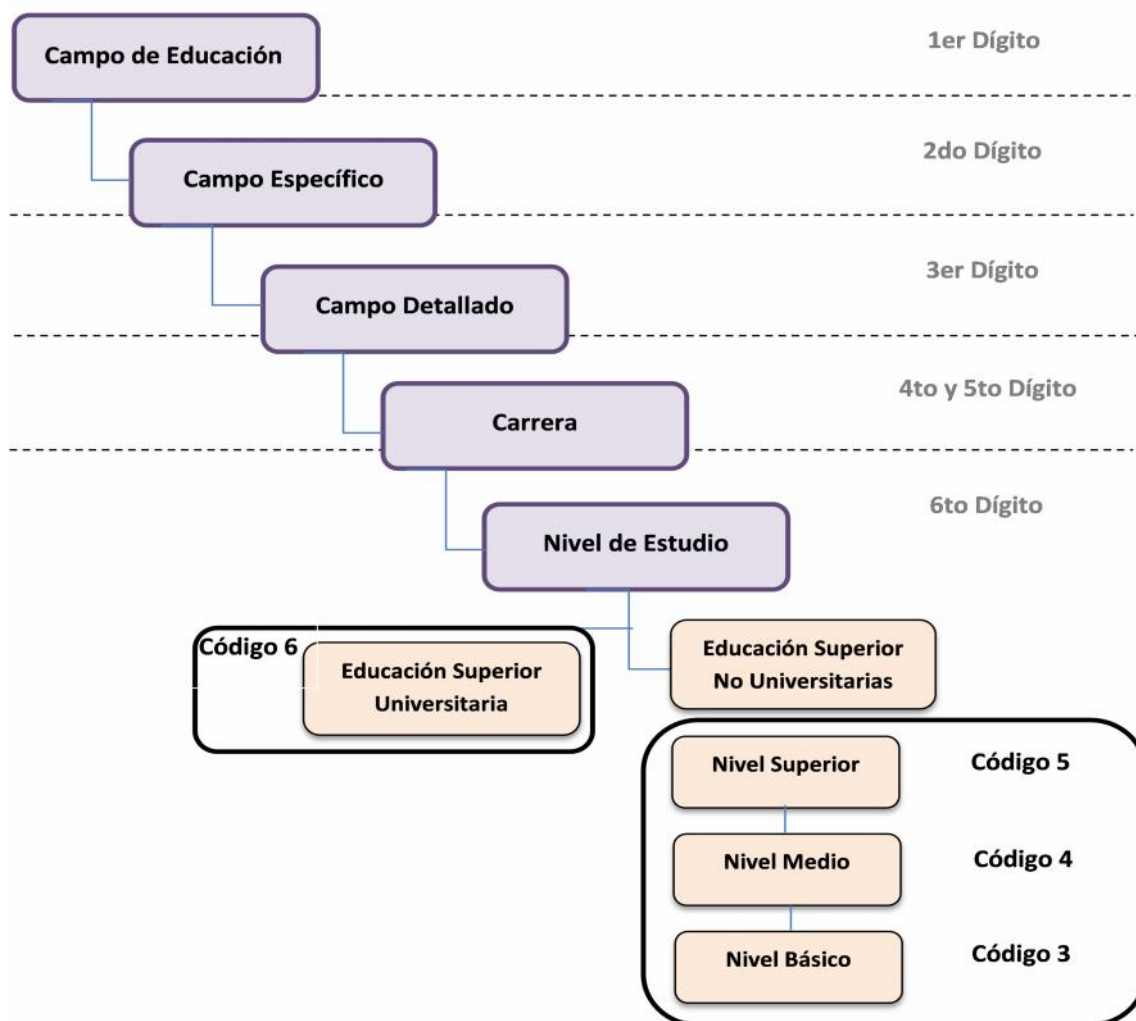 Campo de Educación
1er Dígito
Campo Específico
2do Dígito
Campo Detallado
3er Dígito
Carrera
4to y 5to Dígito
Nivel de Estudio
6to Dígito
Código 6
Educación Superior
Universitaria
Educación Superior
No Universitarias
Nivel Superior
Código 5
Nivel Medio
Código 4
Nivel Básico
Código 3